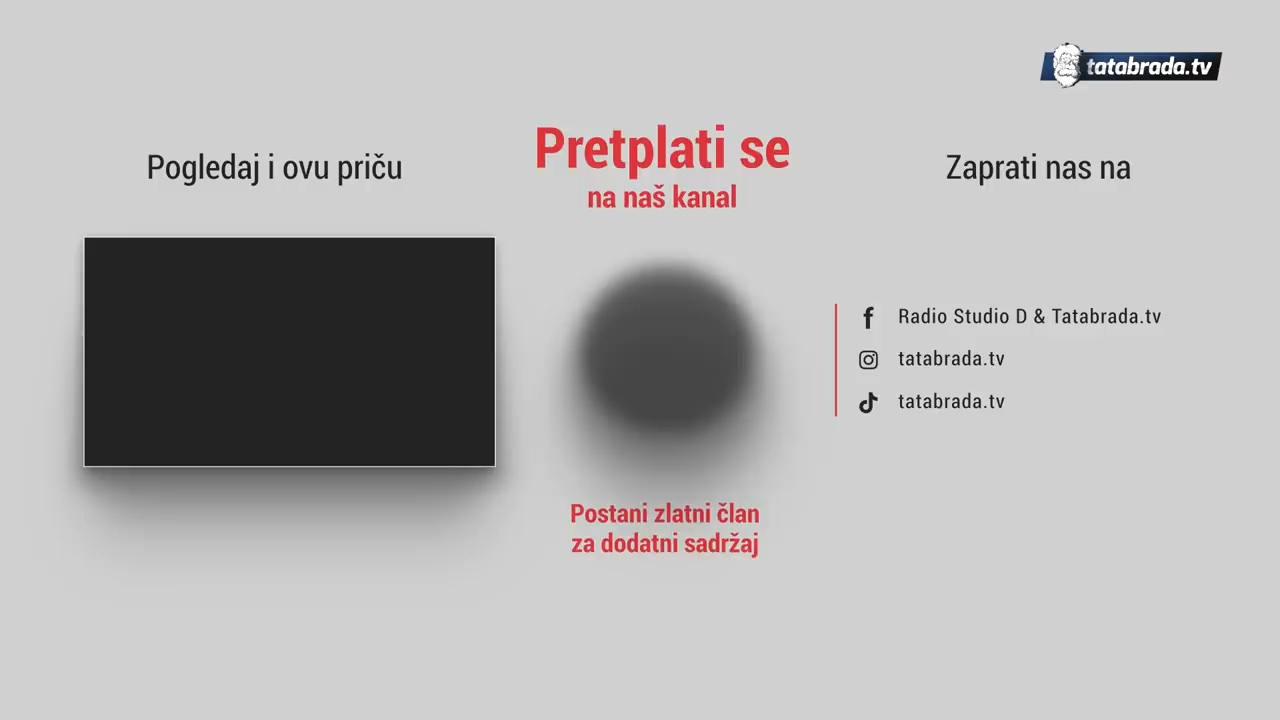 tatabrada.tv
Pogledaj i ovu priču
Pretplati se
na naš kanal
Postani zlatni član
za dodatni sadržaj
Zaprati nas na
Radio Studio D & Tatabrada.tv
tatabrada.tv
tatabrada.tv